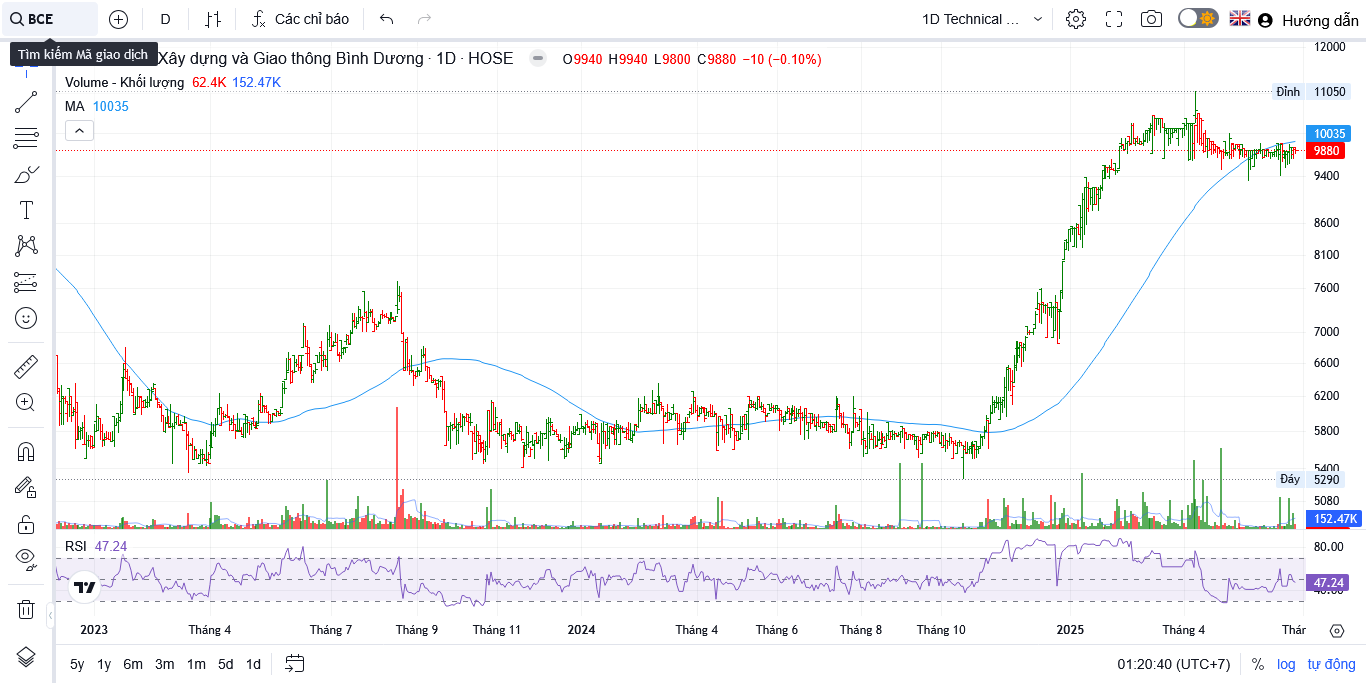 BCE
D
Các chỉ báo
1D Technical ...
Hướng dẫn
Tìm kiếm Mã giao dịch
Xây dựng và Giao thông Bình Dương · 1D · HOSE
O9940 H9940 L9800 C9880 −10 (−0.10%)
Volume - Khối lượng 62.4K 152.47K
MA 10035
12000
Đỉnh 11050
10035
9880
9400
8600
8100
7600
7000
6600
6200
5800
5400
Đáy 5290
5080
152.47K
RSI 47.24
80.00
47.24
40.00
2023 Tháng 4 Tháng 7 Tháng 9 Tháng 11 2024 Tháng 4 Tháng 6 Tháng 8 Tháng 10 2025 Tháng 4 Thár
5y 1y 6m 3m 1m 5d 1d
01:20:40 (UTC+7) % log tự động